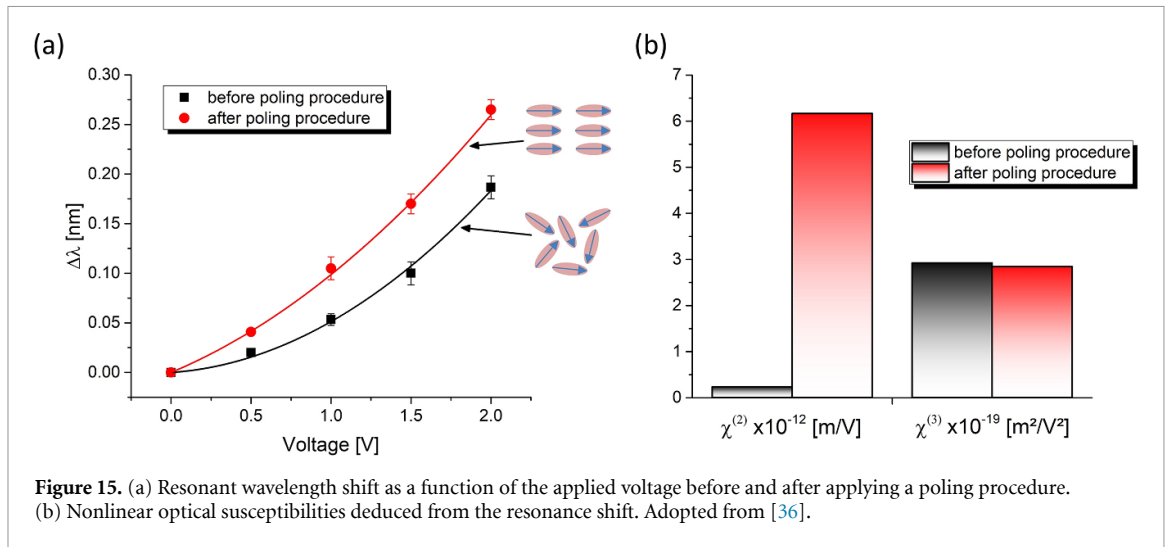 (a)
0.30
0.25
0.20
0.15
0.10
0.05
0.00
Δλ [nm]
before poling procedure
after poling procedure
0.0 0.5 1.0 1.5 2.0
Voltage [V]
(b)
7
6
5
4
3
2
1
0
before poling procedure
after poling procedure
χ⁽²⁾ x10⁻¹² [m/V] χ⁽³⁾ x10⁻¹⁹ [m²/V²]
Figure 15. (a) Resonant wavelength shift as a function of the applied voltage before and after applying a poling procedure.
(b) Nonlinear optical susceptibilities deduced from the resonance shift. Adopted from [36].